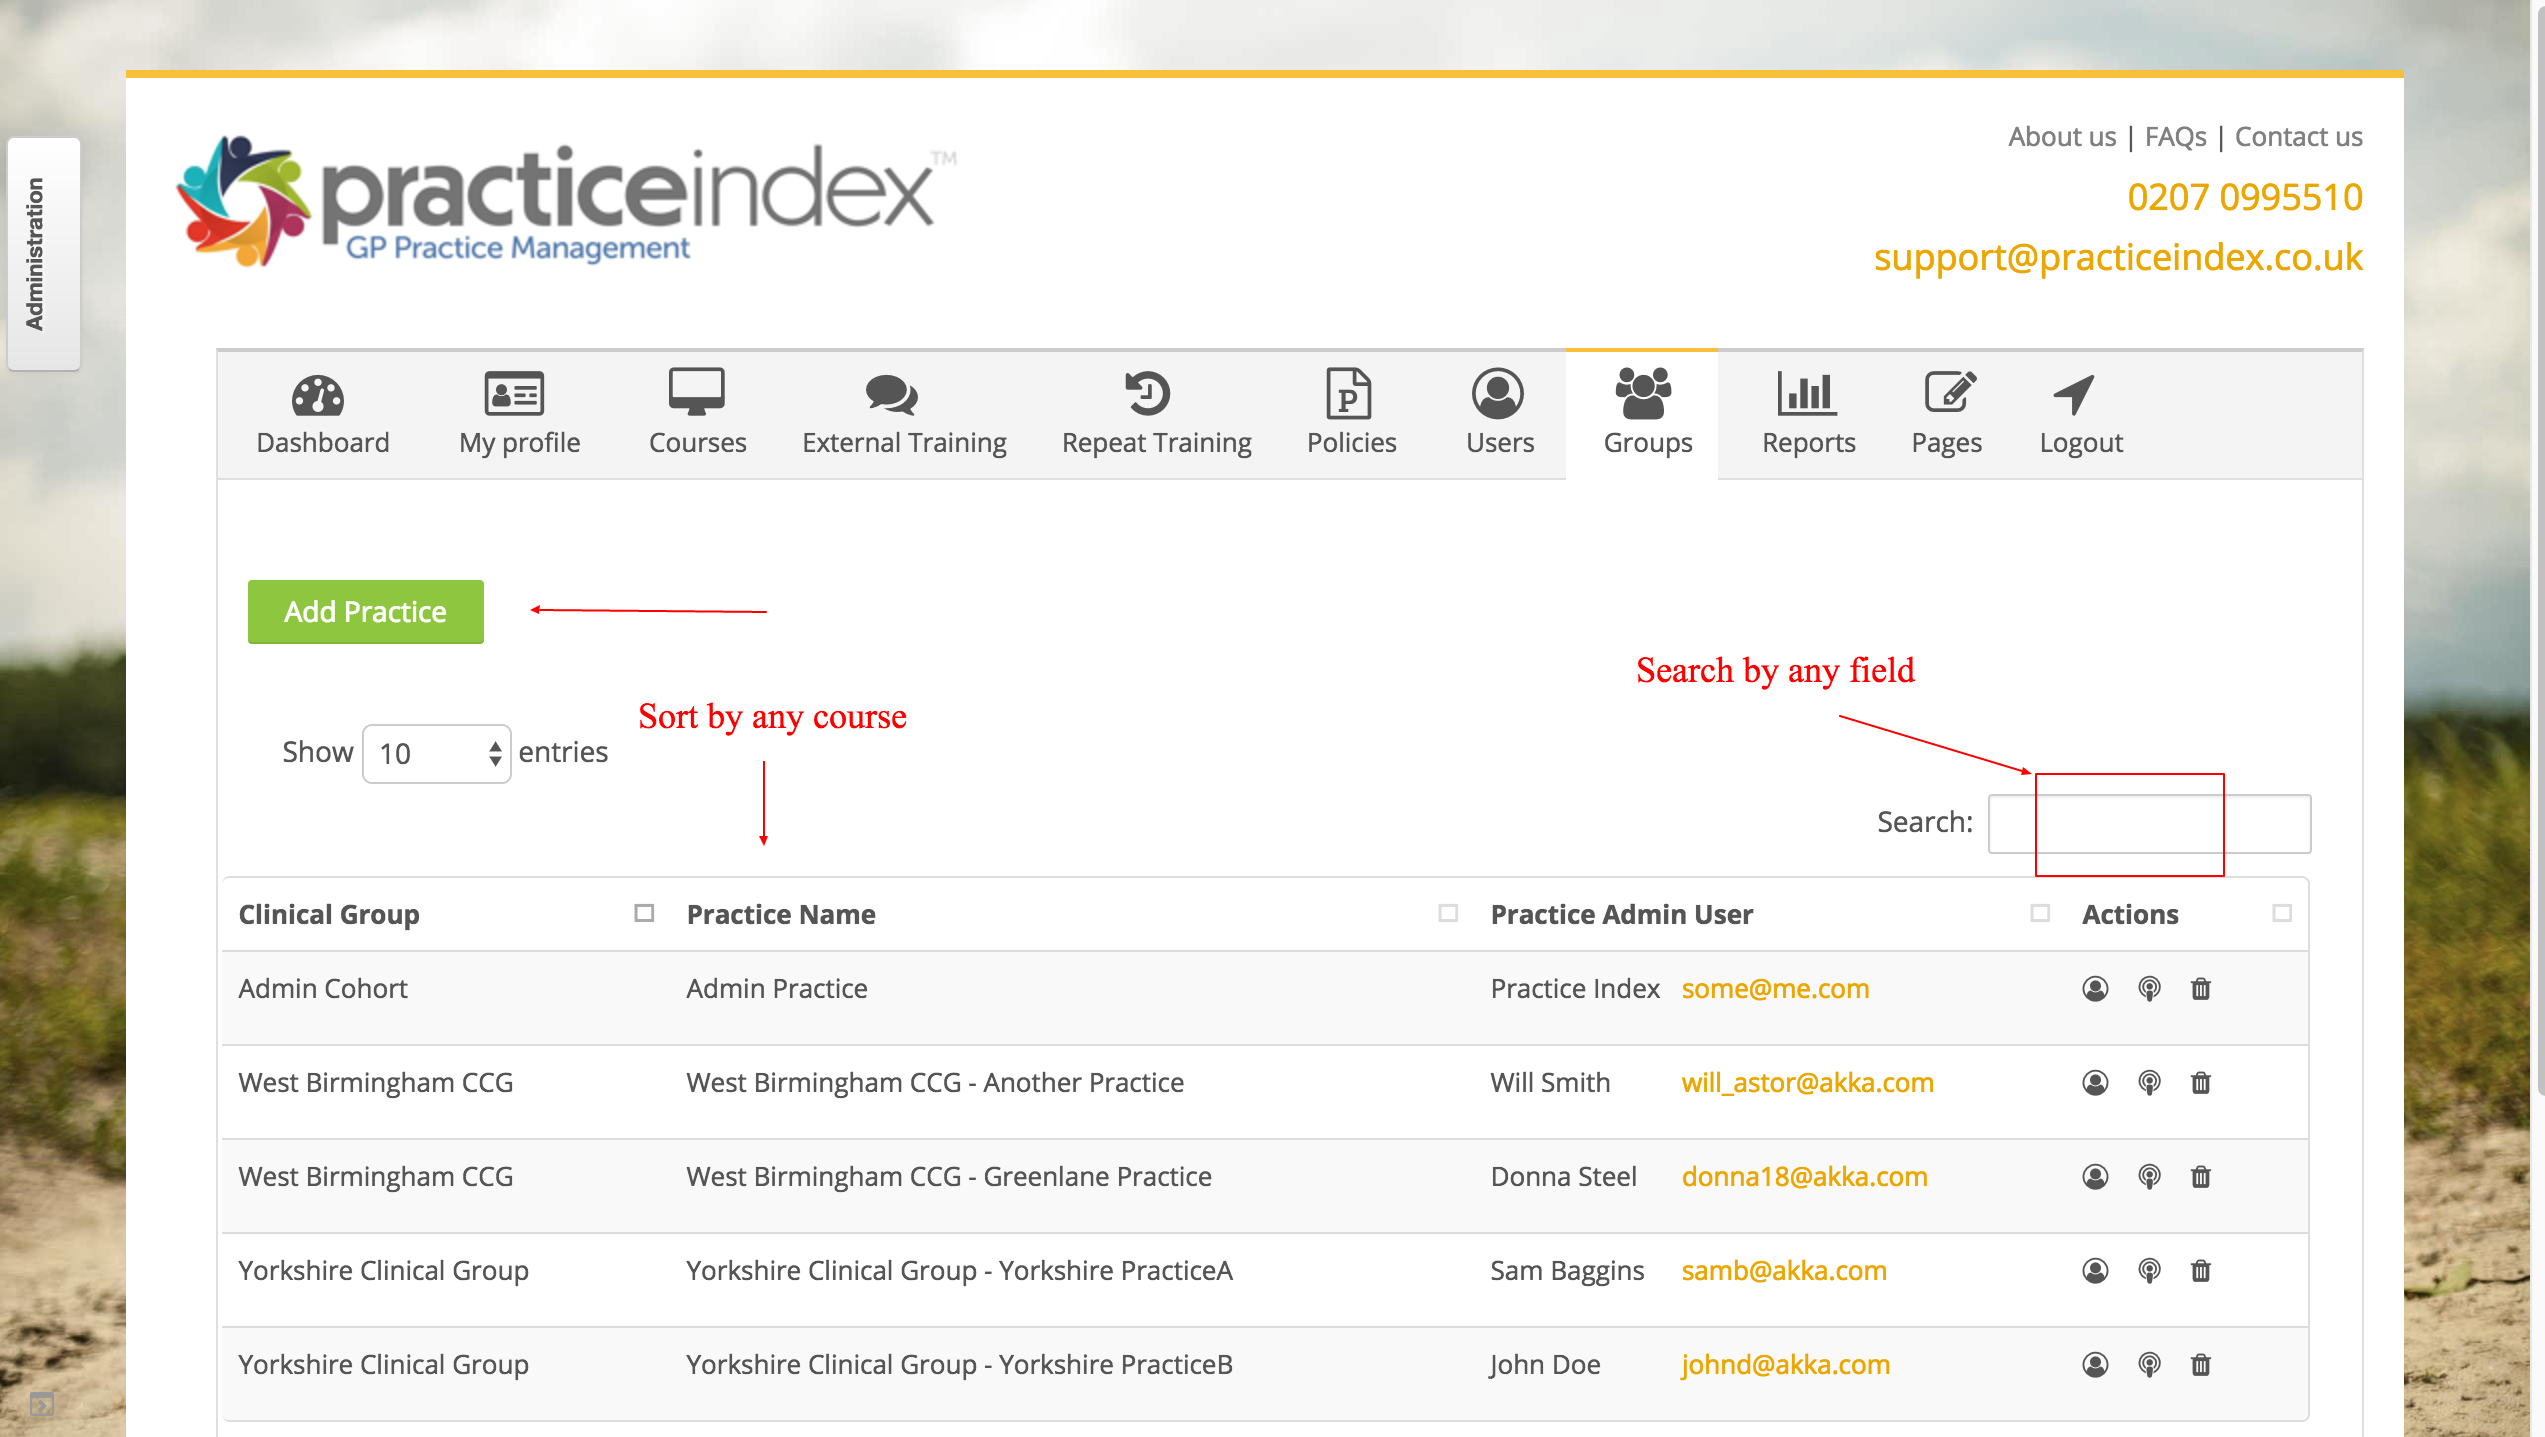 Administration
practiceindex™
GP Practice Management
About us | FAQs | Contact us
0207 0995510
support@practiceindex.co.uk
Dashboard My profile Courses External Training Repeat Training Policies Users Groups Reports Pages Logout
Add Practice
Search by any field
Sort by any course
Show 10 entries
Search:
Clinical Group Practice Name Practice Admin User Actions
Admin Cohort Admin Practice Practice Index some@me.com
West Birmingham CCG West Birmingham CCG - Another Practice Will Smith will_astor@akka.com
West Birmingham CCG West Birmingham CCG - Greenlane Practice Donna Steel donna18@akka.com
Yorkshire Clinical Group Yorkshire Clinical Group - Yorkshire PracticeA Sam Baggins samb@akka.com
Yorkshire Clinical Group Yorkshire Clinical Group - Yorkshire PracticeB John Doe johnd@akka.com